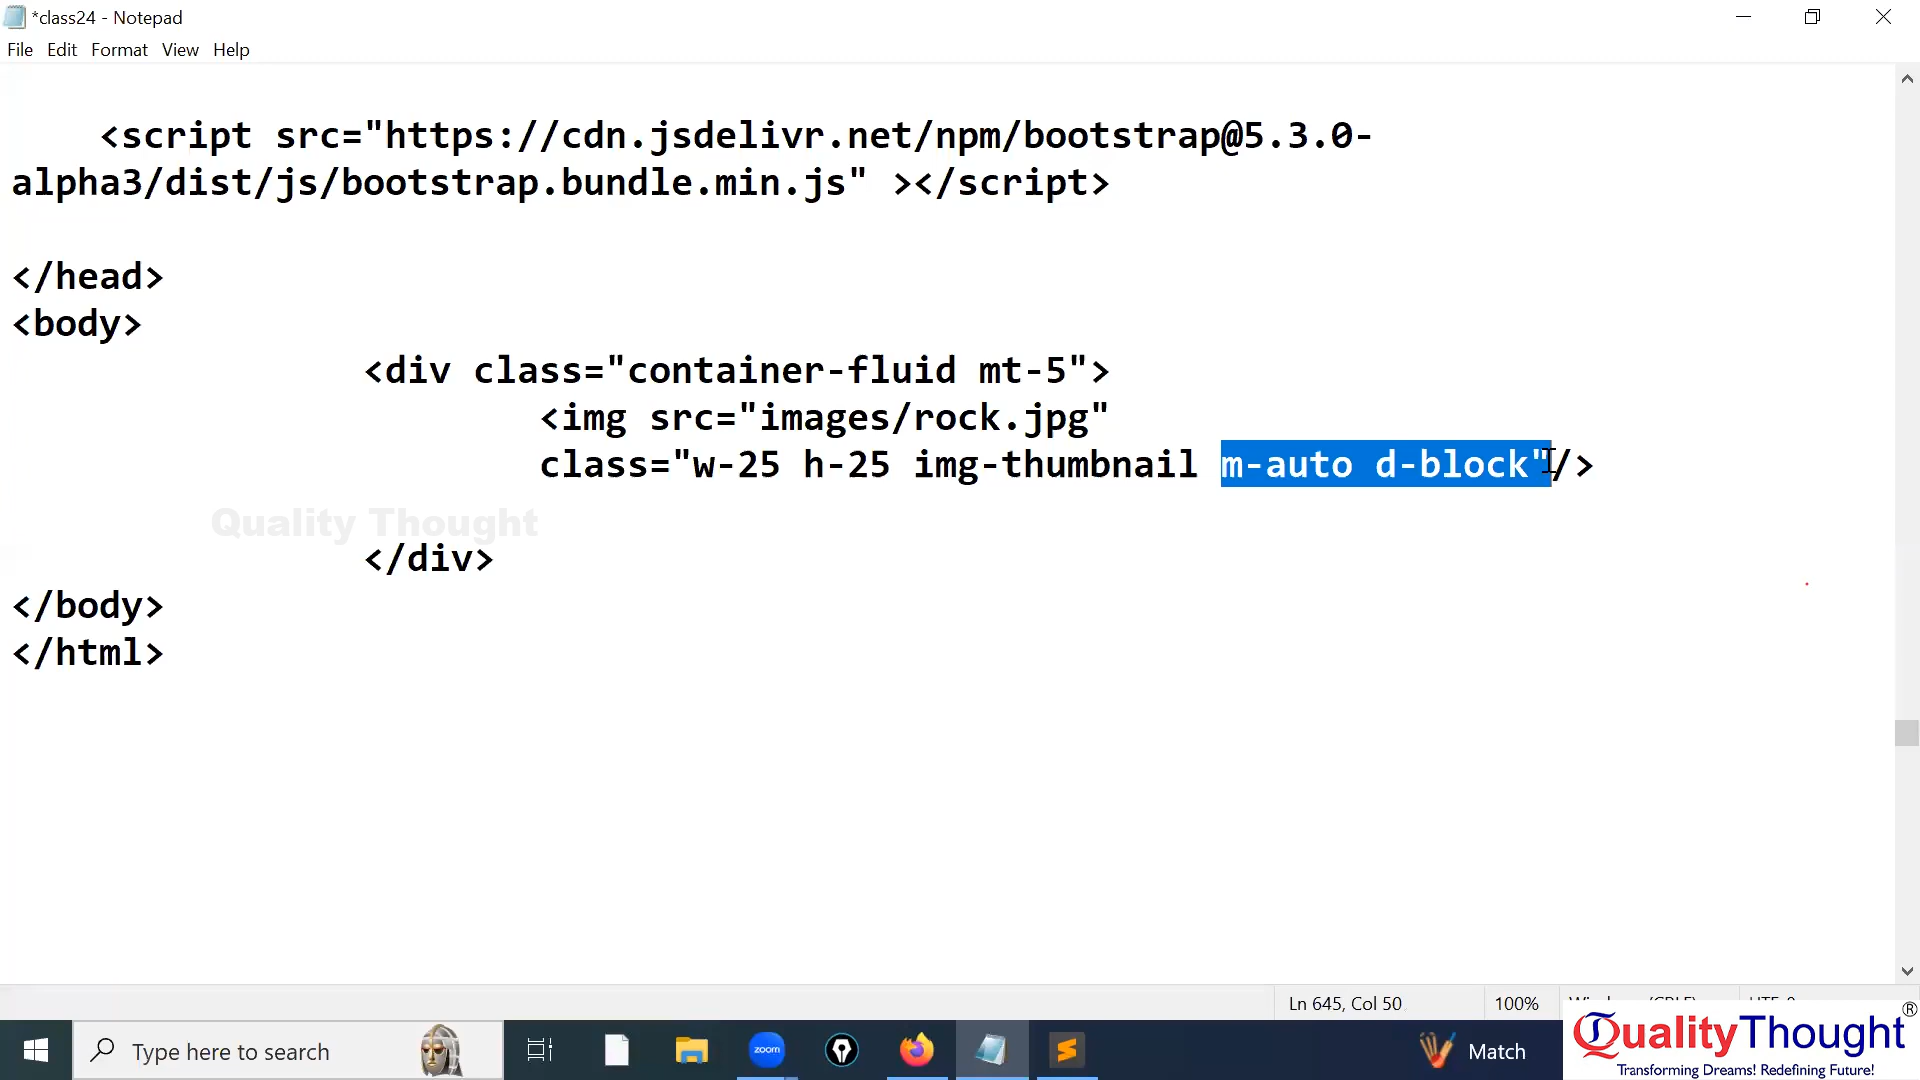 *class24 - Notepad
File Edit Format View Help
<script src="https://cdn.jsdelivr.net/npm/bootstrap@5.3.0-
alpha3/dist/js/bootstrap.bundle.min.js" ></script>
</head>
<body>
<div class="container-fluid mt-5">
<img src="images/rock.jpg"
class="w-25 h-25 img-thumbnail m-auto d-block"/>
Quality Thought
</div>
</body>
</html>
Ln 645, Col 50 100%
Type here to search
zoom
Match
QualityThought ®
Transforming Dreams! Redefining Future!